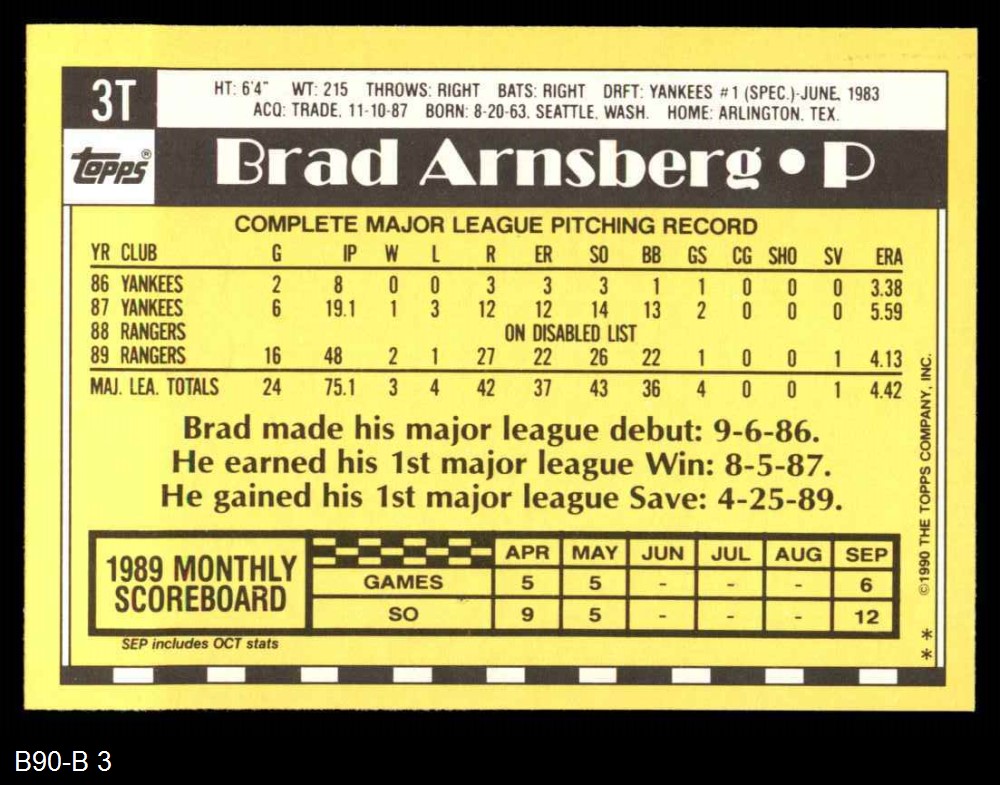 3T
HT: 6'4" WT: 215 THROWS: RIGHT BATS: RIGHT DRFT: YANKEES #1 (SPEC.)-JUNE, 1983
ACQ: TRADE, 11-10-87 BORN: 8-20-63, SEATTLE, WASH. HOME: ARLINGTON, TEX.
topps®
Brad Arnsberg • P
COMPLETE MAJOR LEAGUE PITCHING RECORD
YR CLUB G IP W L R ER SO BB GS CG SHO SV ERA
86 YANKEES 2 8 0 0 3 3 3 1 1 0 0 0 3.38
87 YANKEES 6 19.1 1 3 12 12 14 13 2 0 0 0 5.59
88 RANGERS ON DISABLED LIST
89 RANGERS 16 48 2 1 27 22 26 22 1 0 0 1 4.13
MAJ. LEA. TOTALS 24 75.1 3 4 42 37 43 36 4 0 0 1 4.42
Brad made his major league debut: 9-6-86.
He earned his 1st major league Win: 8-5-87.
He gained his 1st major league Save: 4-25-89.
1989 MONTHLY
SCOREBOARD
APR MAY JUN JUL AUG SEP
GAMES 5 5 - - - 6
SO 9 5 - - - 12
SEP includes OCT stats
©1990 THE TOPPS COMPANY, INC.
* *
B90-B 3